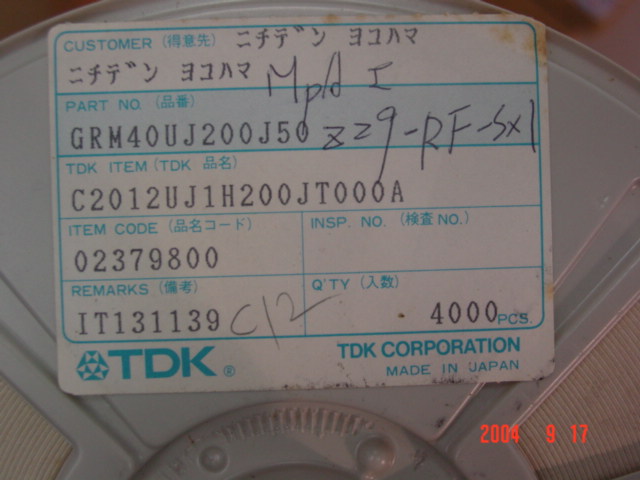 CUSTOMER (得意先) ニチデン ヨコハマ
ニチデン ヨコハマ
PART NO. (品番)
GRM40UJ200J50 229-RF-Sx1
TDK ITEM (TDK 品名)
C2012UJ1H200JT000A
ITEM CODE (品名コード) INSP. NO. (検査 NO.)
02379800
REMARKS (備考) Q'TY (入数)
IT131139 C12 4000 PCS.
TDK ® TDK CORPORATION
MADE IN JAPAN
2004 9 17